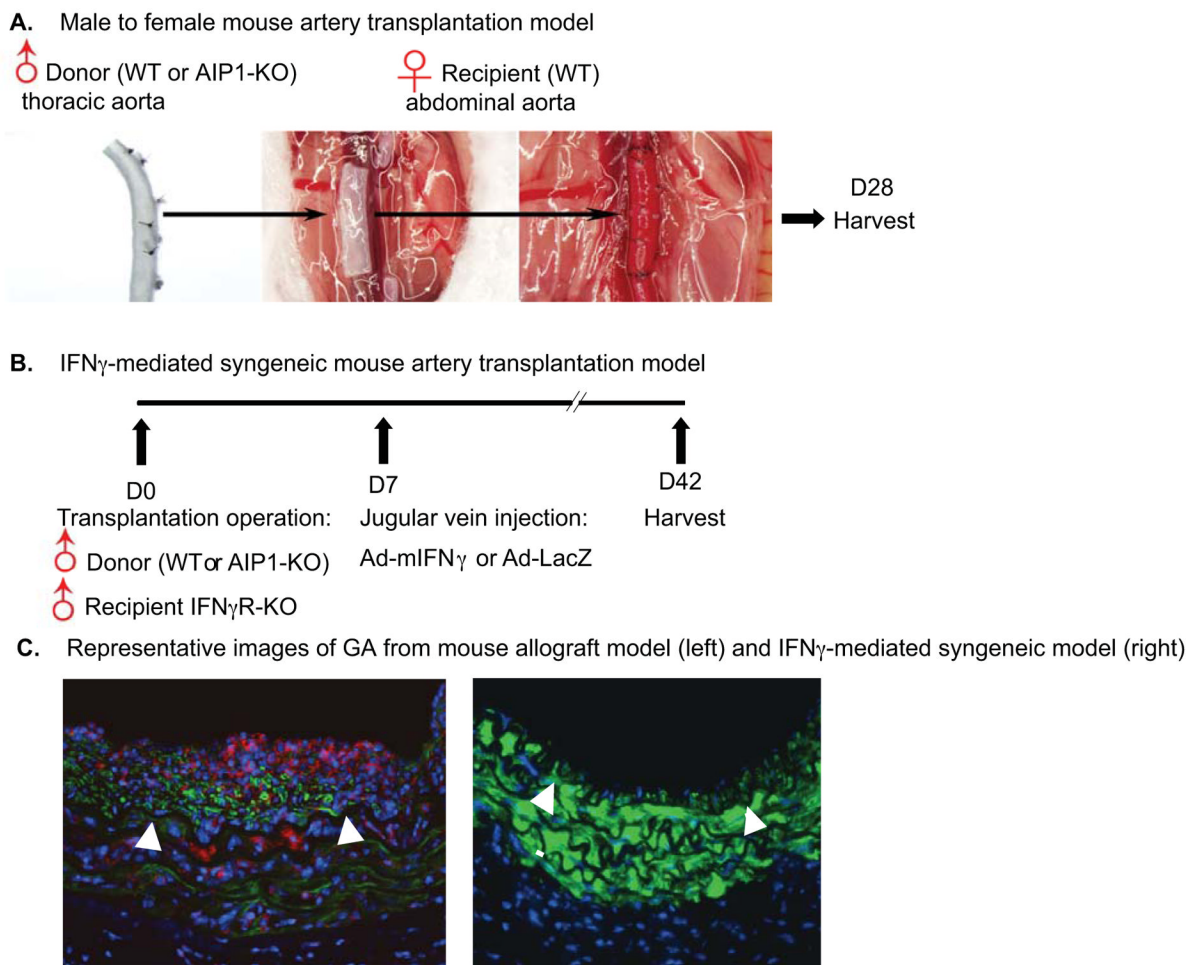 A. Male to female mouse artery transplantation model
Donor (WT or AIP1-KO)
thoracic aorta
Recipient (WT)
abdominal aorta
D28
Harvest
B. IFNγ-mediated syngeneic mouse artery transplantation model
D0
Transplantation operation:
Donor (WTor AIP1-KO)
Recipient IFNγR-KO
D7
Jugular vein injection:
Ad-mIFNγ or Ad-LacZ
D42
Harvest
C. Representative images of GA from mouse allograft model (left) and IFNγ-mediated syngeneic model (right)